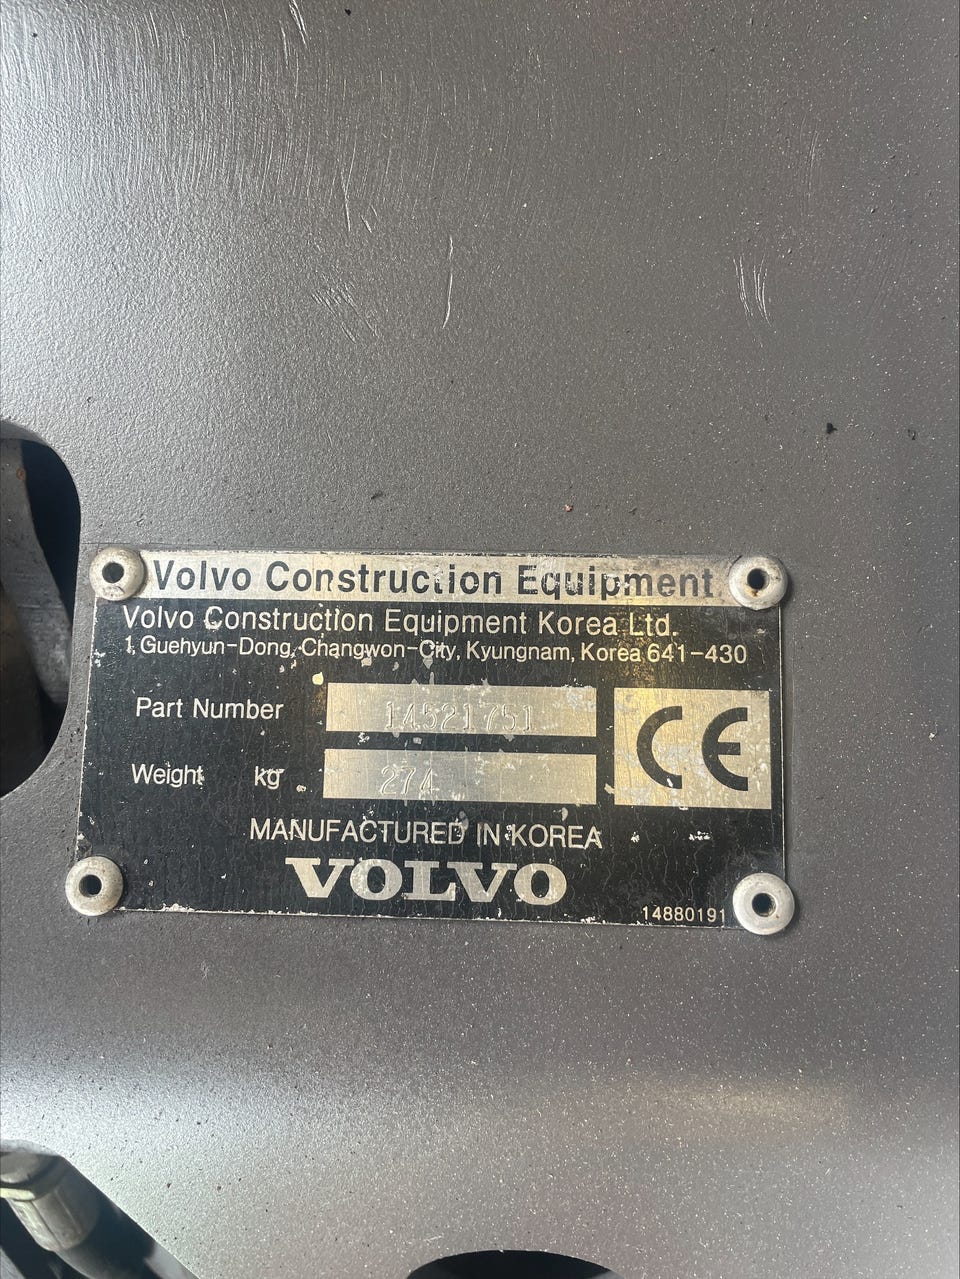 Volvo Construction Equipment
Volvo Construction Equipment Korea Ltd.
1, Guehyun-Dong, Changwon-City, Kyungnam, Korea 641-430
Part Number 14521751
Weight kg 274
CE
MANUFACTURED IN KOREA
VOLVO
14880191